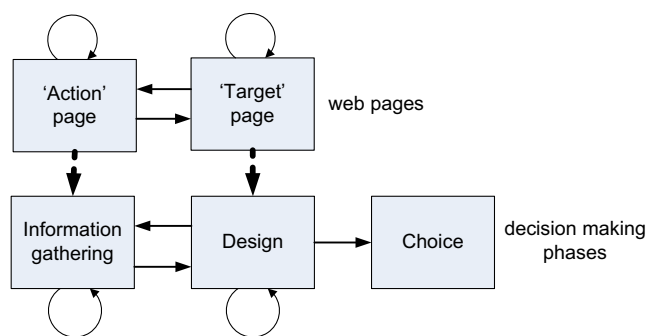 ‘Action’
page
‘Target’
page
web pages
Information
gathering
Design
Choice
decision making
phases